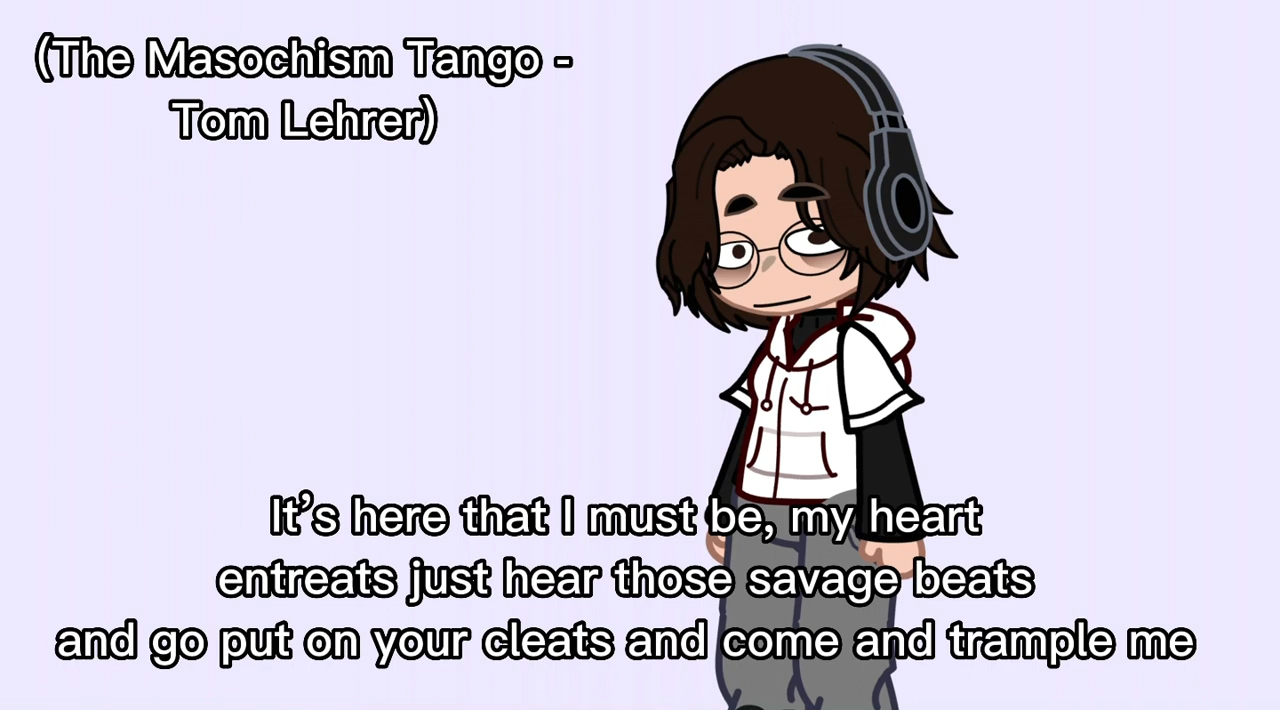 (The Masochism Tango -
Tom Lehrer)
It’s here that I must be, my heart
entreats just hear those savage beats
and go put on your cleats and come and trample me